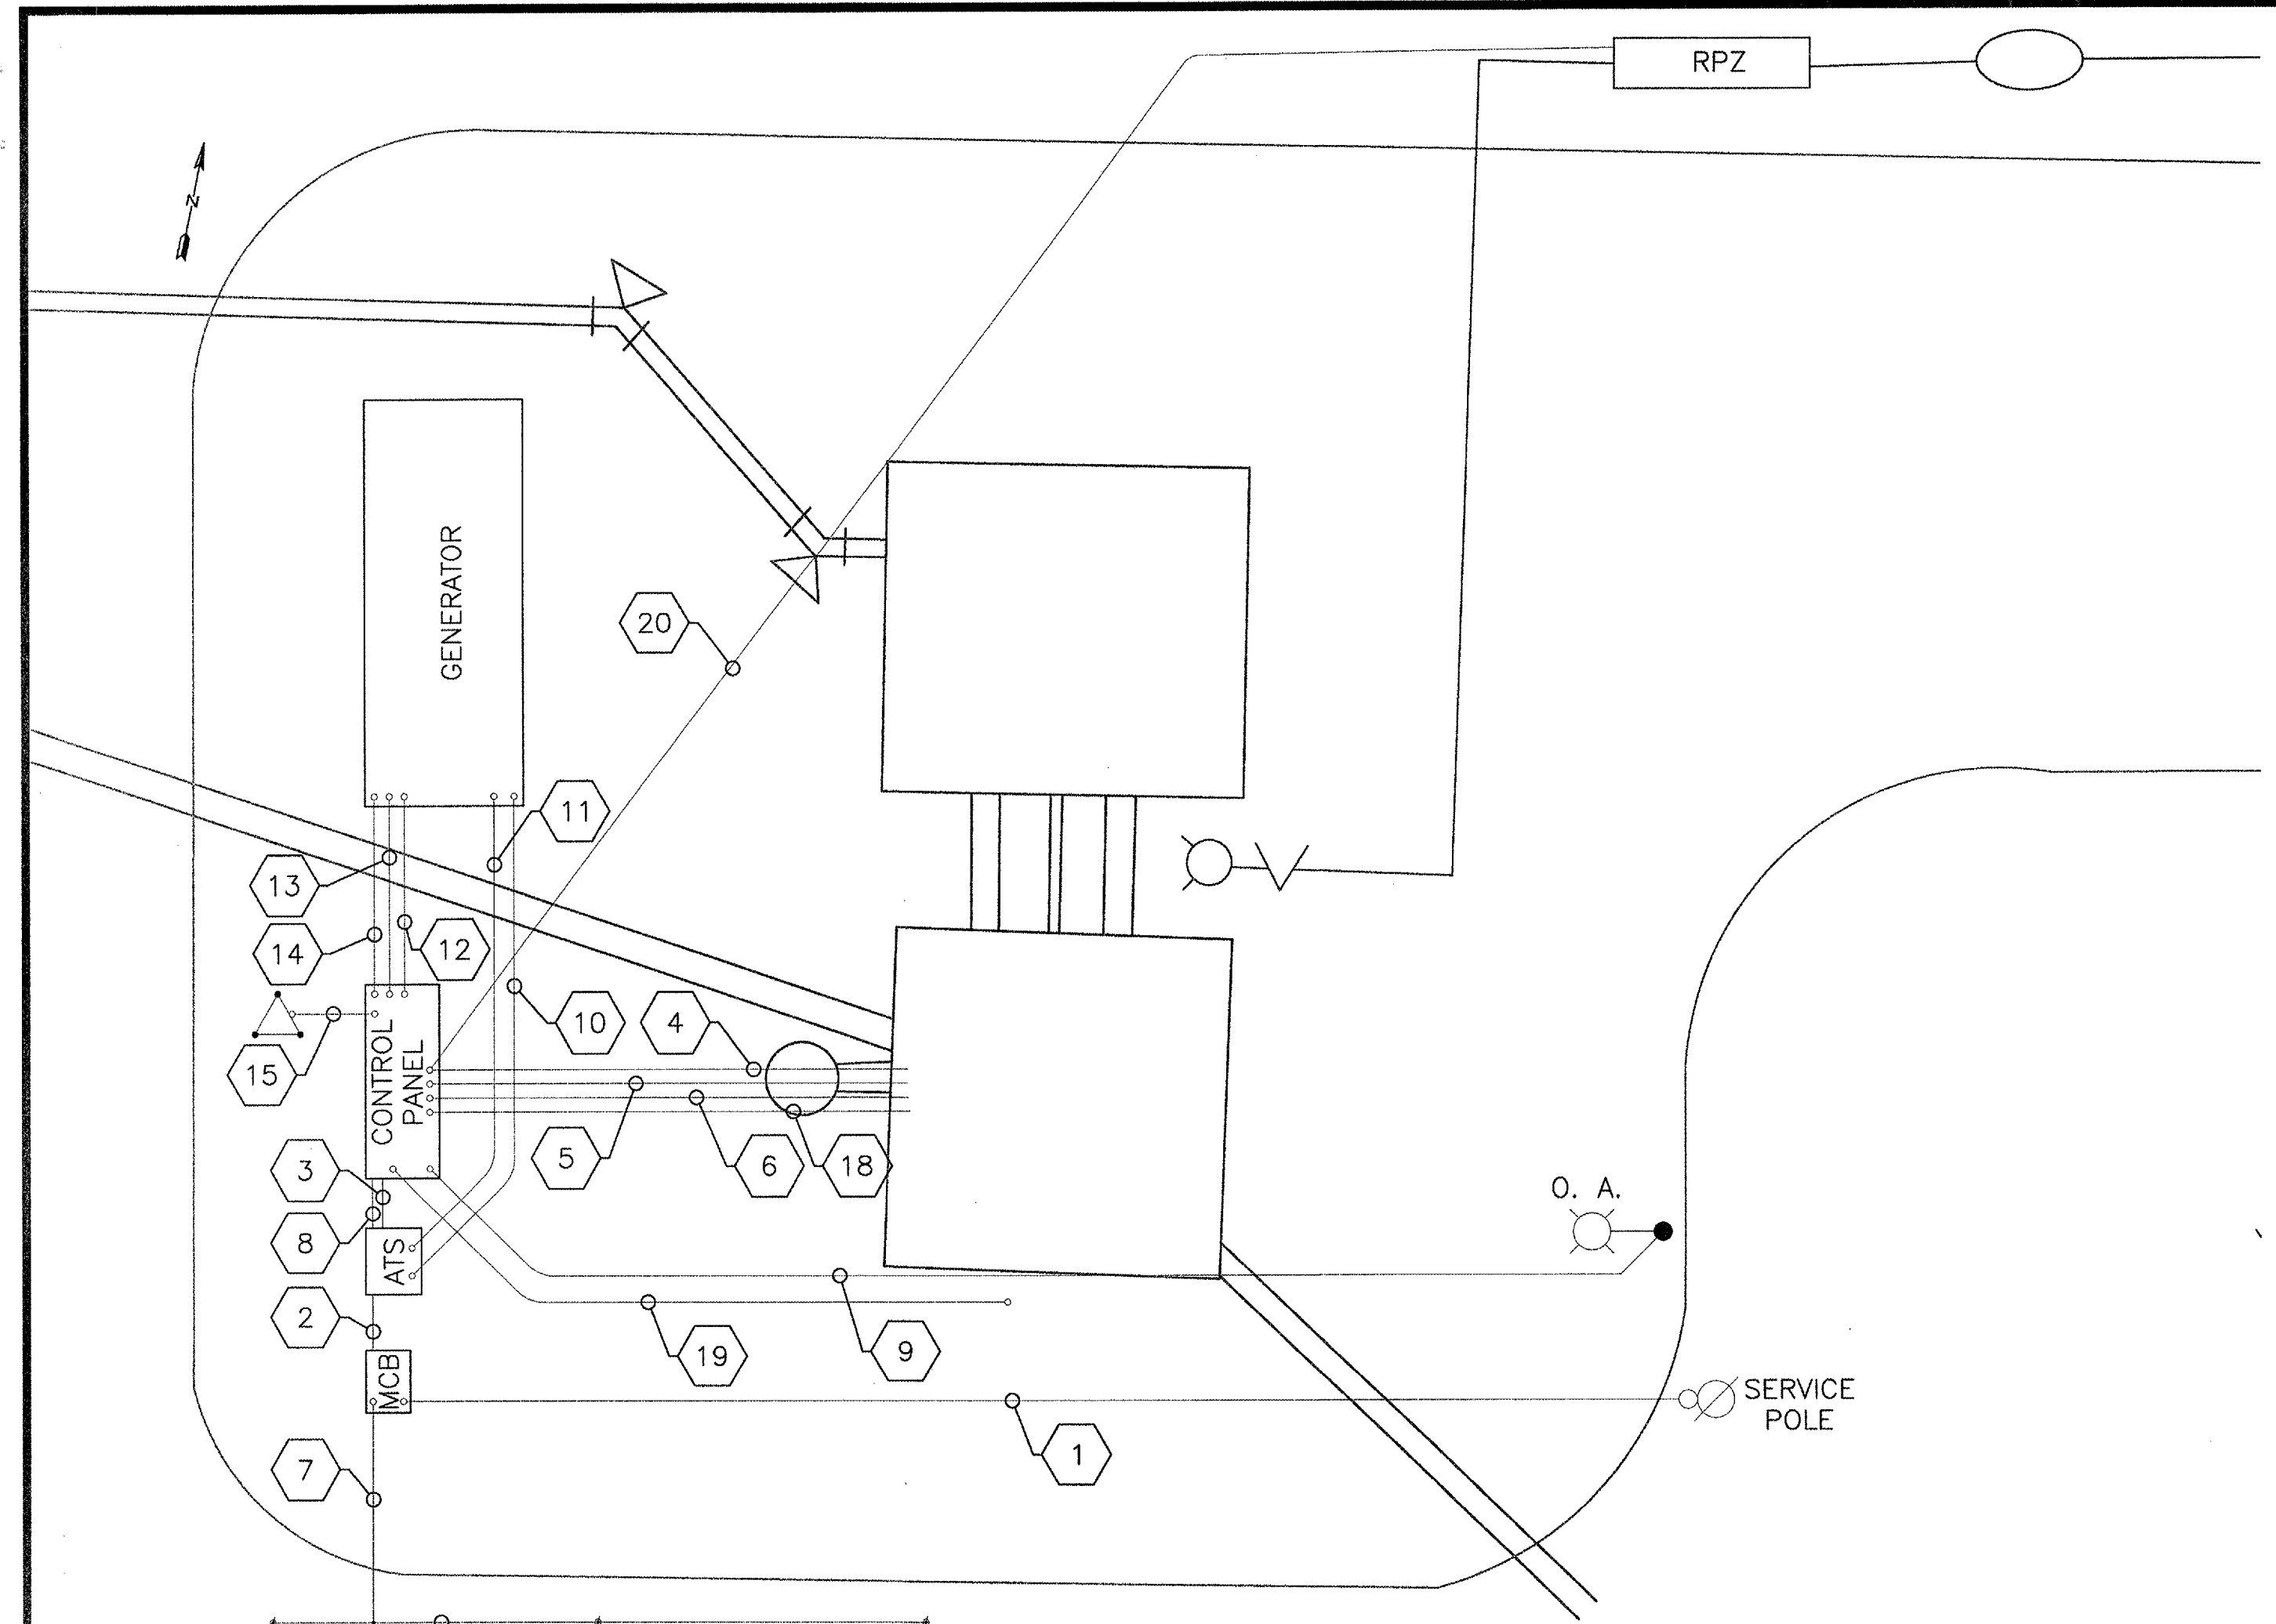 RPZ
N
GENERATOR
20
11
13
14
12
10
4
15
CONTROL
PANEL
3
5
6
18
8
ATS
O. A.
2
19
9
MCB
SERVICE
POLE
1
7